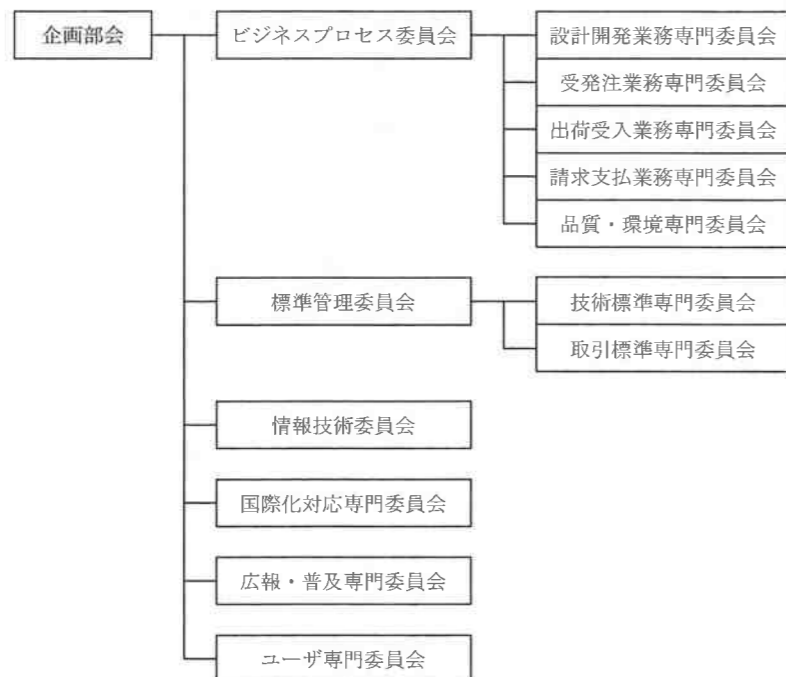 企画部会
ビジネスプロセス委員会
設計開発業務専門委員会
受発注業務専門委員会
出荷受入業務専門委員会
請求支払業務専門委員会
品質・環境専門委員会
標準管理委員会
技術標準専門委員会
取引標準専門委員会
情報技術委員会
国際化対応専門委員会
広報・普及専門委員会
ユーザ専門委員会